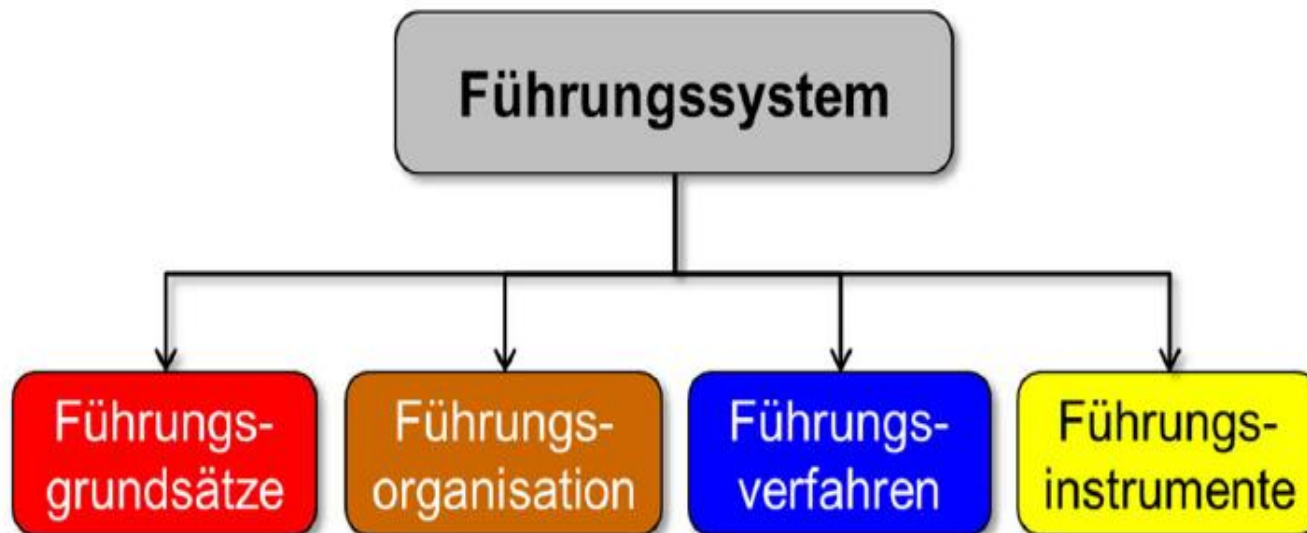 Führungssystem
Führungs-
grundsätze
Führungs-
organisation
Führungs-
verfahren
Führungs-
instrumente